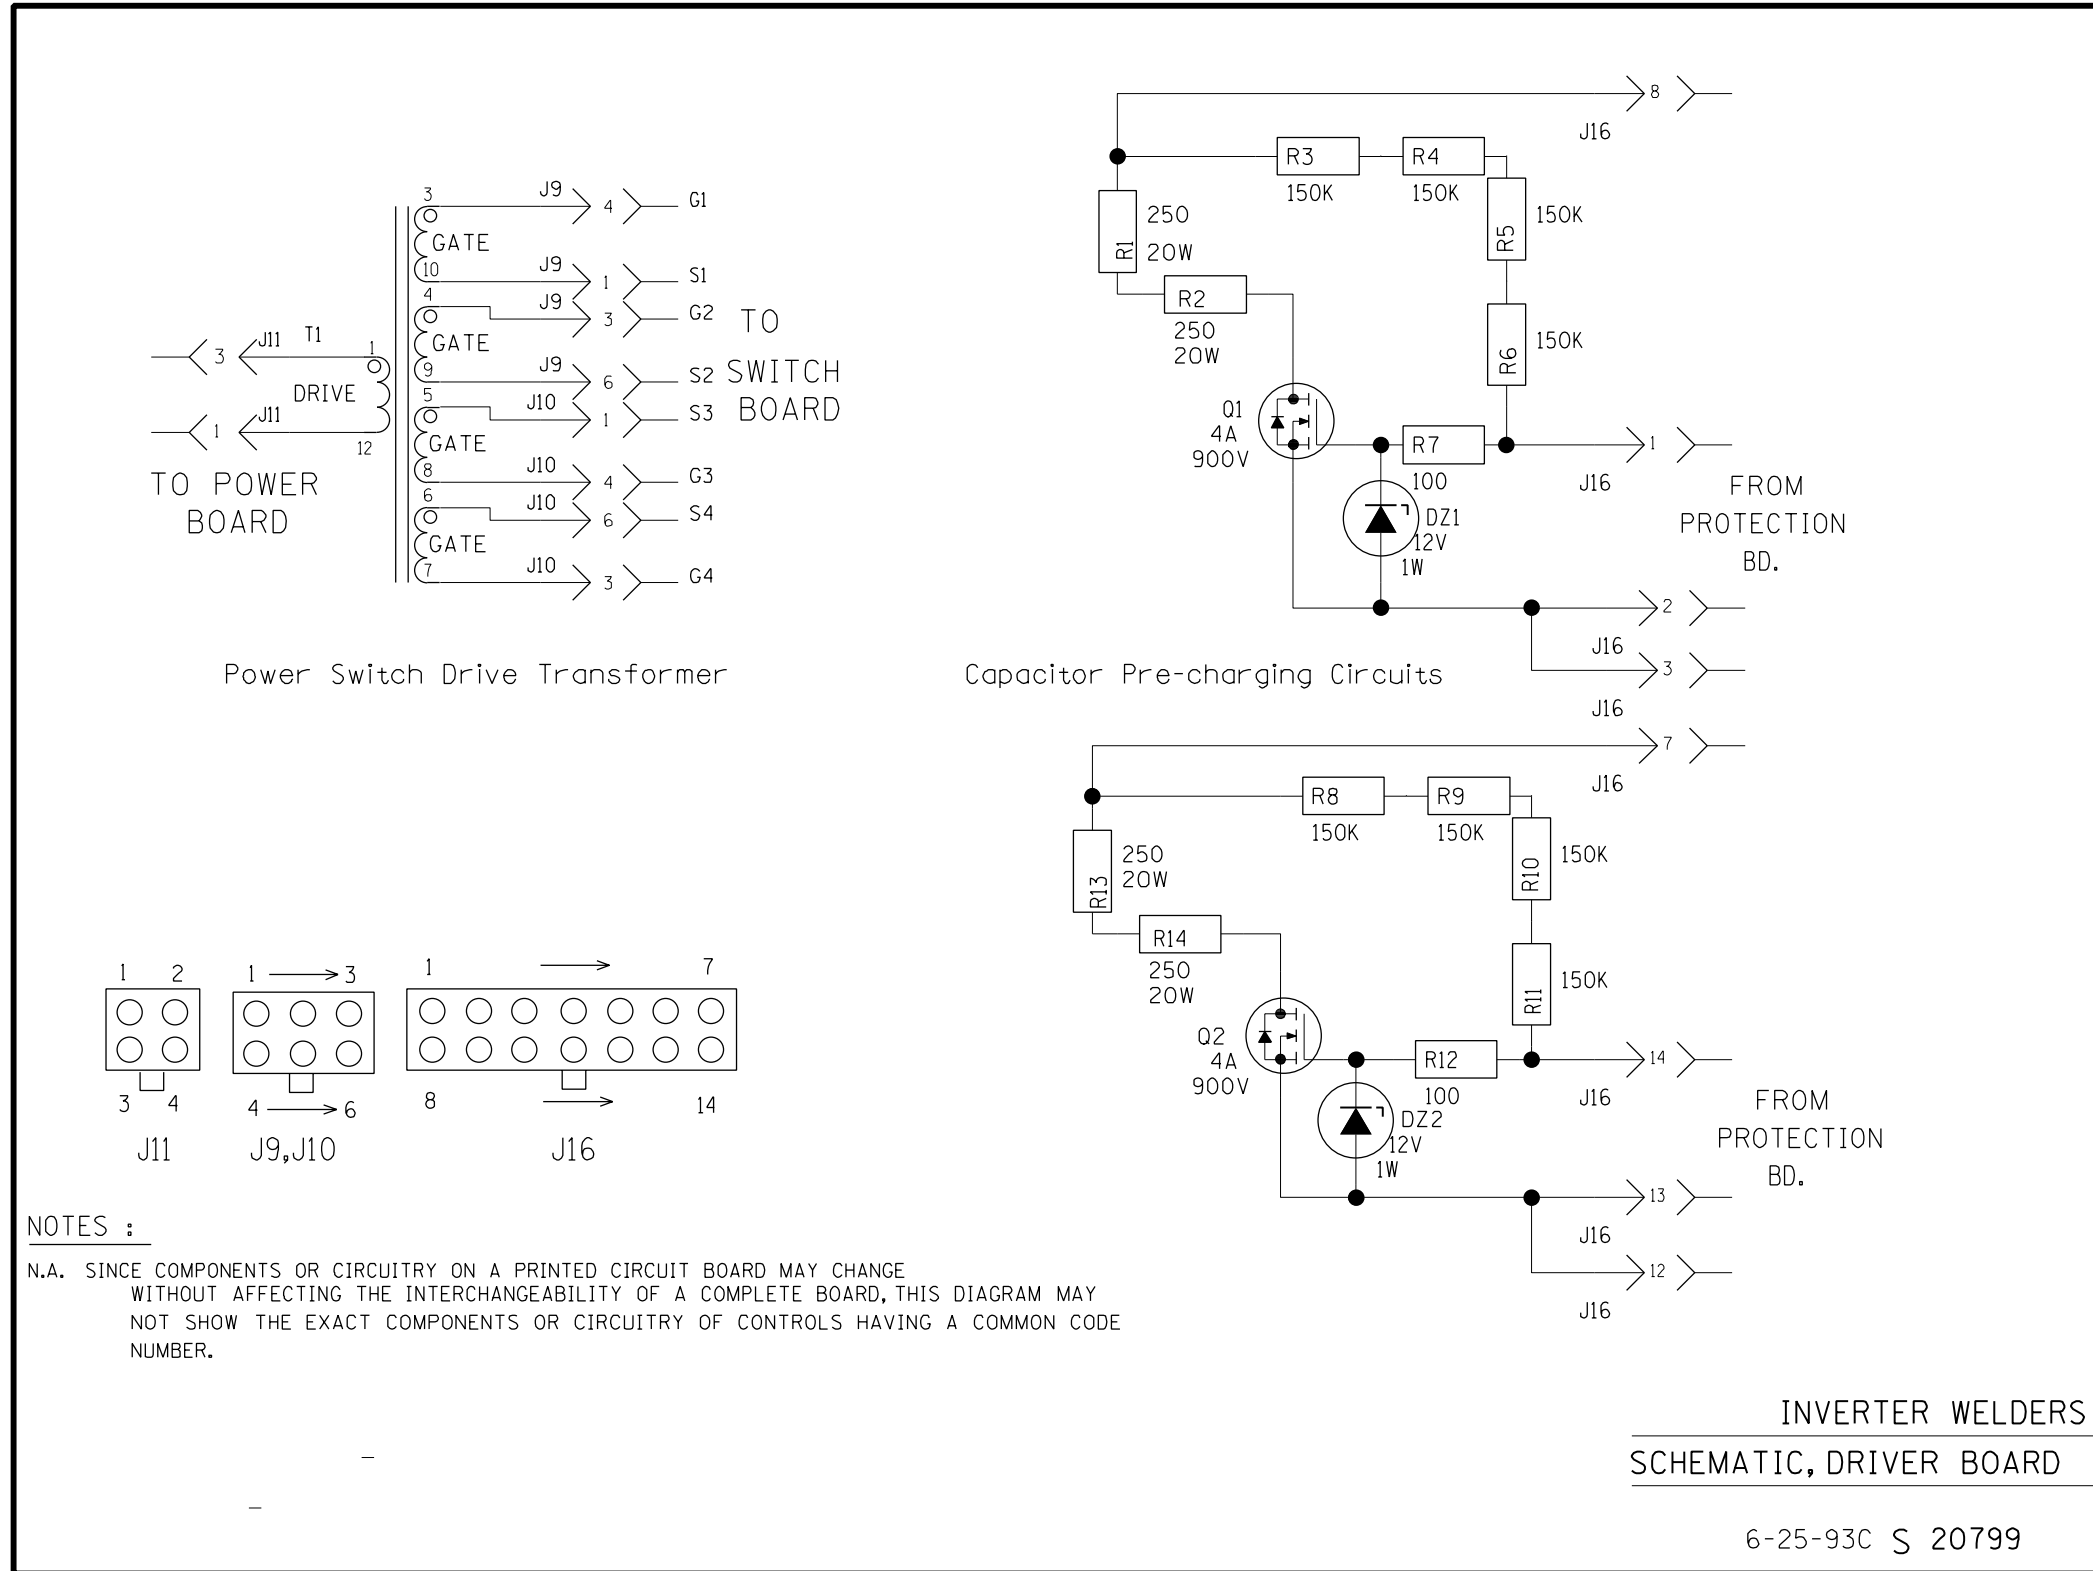 3
J9
4
G1
GATE
10
J9
1
S1
4
J9
3
G2
GATE
9
J9
6
S2
5
J10
1
S3
GATE
8
J10
4
G3
6
J10
6
S4
GATE
7
J10
3
G4
TO
SWITCH
BOARD
3
J11
T1
1
DRIVE
1
J11
12
TO POWER
BOARD
Power Switch Drive Transformer
8
J16
R3
150K
R4
150K
R5
150K
R6
150K
R1
250
20W
R2
250
20W
Q1
4A
900V
R7
100
DZ1
12V
1W
1
J16
FROM
PROTECTION
BD.
2
J16
3
J16
Capacitor Pre-charging Circuits
7
J16
R8
150K
R9
150K
R10
150K
R11
150K
R13
250
20W
R14
250
20W
Q2
4A
900V
R12
100
DZ2
12V
1W
14
J16
FROM
PROTECTION
BD.
13
J16
12
J16
1 2
3 4
J11
1 3
4 6
J9,J10
1 7
8 14
J16
NOTES :
N.A. SINCE COMPONENTS OR CIRCUITRY ON A PRINTED CIRCUIT BOARD MAY CHANGE
WITHOUT AFFECTING THE INTERCHANGEABILITY OF A COMPLETE BOARD, THIS DIAGRAM MAY
NOT SHOW THE EXACT COMPONENTS OR CIRCUITRY OF CONTROLS HAVING A COMMON CODE
NUMBER.
INVERTER WELDERS
SCHEMATIC, DRIVER BOARD
6-25-93C S 20799